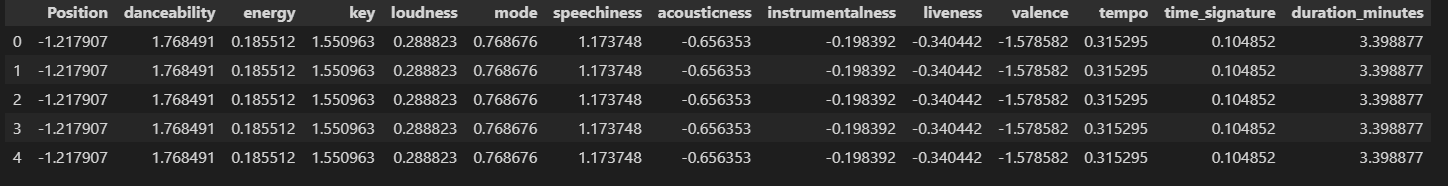 Position danceability energy key loudness mode speechiness acousticness instrumentalness liveness valence tempo time_signature duration_minutes
0 -1.217907 1.768491 0.185512 1.550963 0.288823 0.768676 1.173748 -0.656353 -0.198392 -0.340442 -1.578582 0.315295 0.104852 3.398877
1 -1.217907 1.768491 0.185512 1.550963 0.288823 0.768676 1.173748 -0.656353 -0.198392 -0.340442 -1.578582 0.315295 0.104852 3.398877
2 -1.217907 1.768491 0.185512 1.550963 0.288823 0.768676 1.173748 -0.656353 -0.198392 -0.340442 -1.578582 0.315295 0.104852 3.398877
3 -1.217907 1.768491 0.185512 1.550963 0.288823 0.768676 1.173748 -0.656353 -0.198392 -0.340442 -1.578582 0.315295 0.104852 3.398877
4 -1.217907 1.768491 0.185512 1.550963 0.288823 0.768676 1.173748 -0.656353 -0.198392 -0.340442 -1.578582 0.315295 0.104852 3.398877